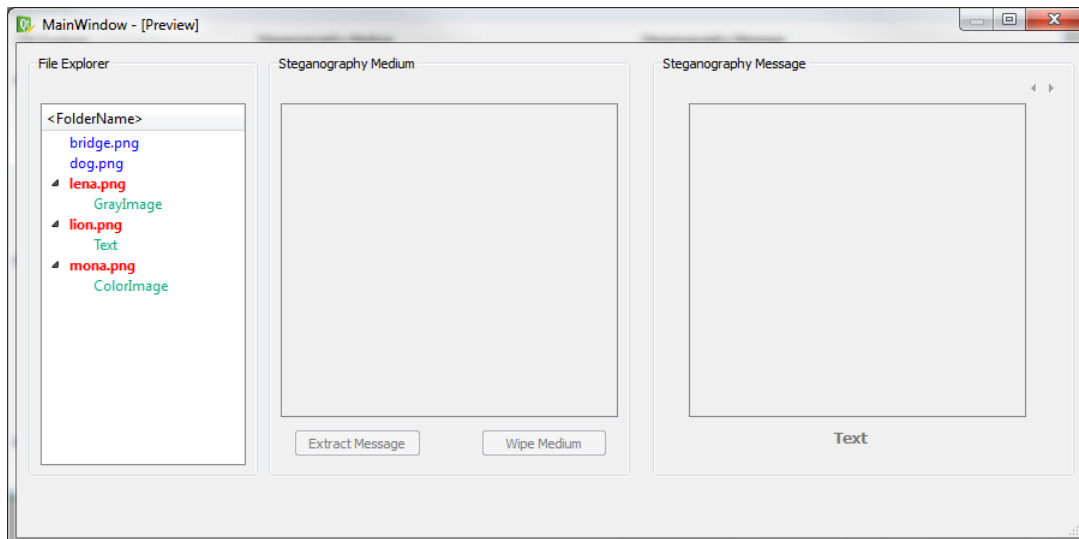 MainWindow - [Preview]
File Explorer
<FolderName>
bridge.png
dog.png
lena.png
GrayImage
lion.png
Text
mona.png
ColorImage
Steganography Medium
Extract Message
Wipe Medium
Steganography Message
Text